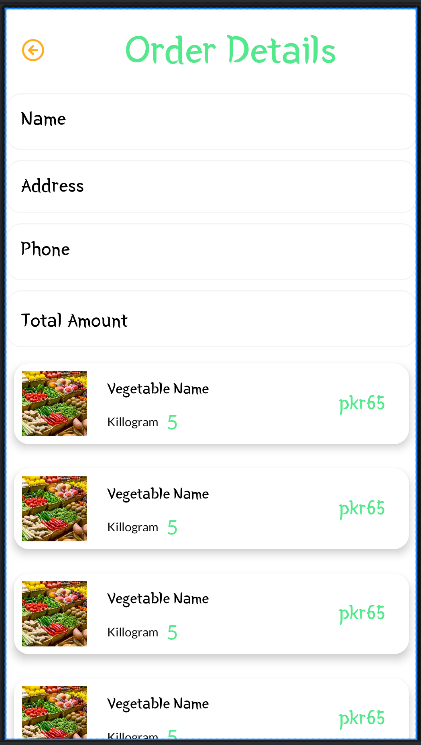 Order Details
Name
Address
Phone
Total Amount
Vegetable Name
pkr65
Killogram 5
Vegetable Name
pkr65
Killogram 5
Vegetable Name
pkr65
Killogram 5
Vegetable Name
pkr65
Killogram 5